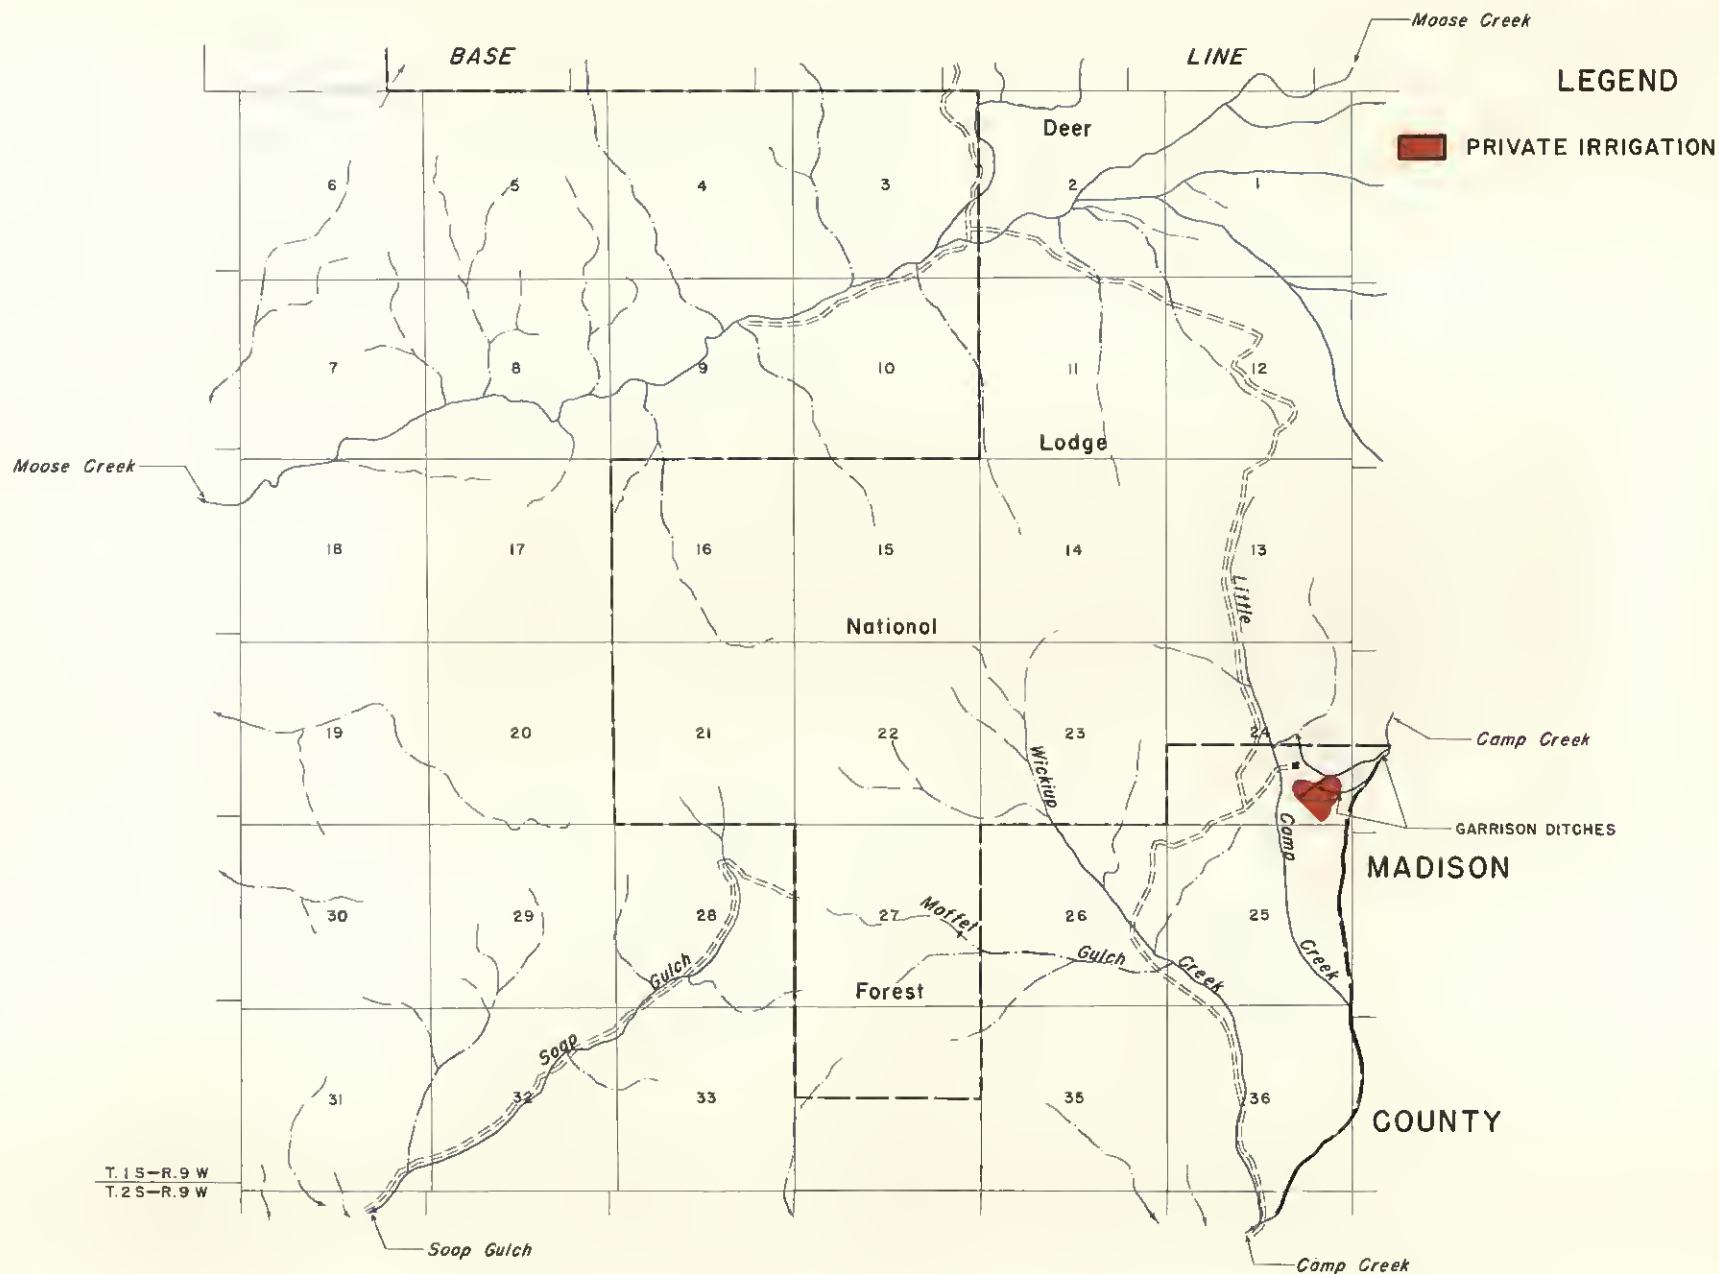 Moose Creek
BASE
LINE
LEGEND
PRIVATE IRRIGATION
Deer
6
5
4
3
2
1
7
8
9
10
11
12
Lodge
Moose Creek
18
17
16
15
14
13
Little
National
19
20
21
22
23
24
Wickiup
Camp Creek
Camp
GARRISON DITCHES
MADISON
30
29
28
27
26
25
Moffet
Gulch
Creek
Creek
Gulch
Forest
Soap
31
32
33
35
36
COUNTY
T.1 S-R.9 W
T.2 S-R.9 W
Soap Gulch
Camp Creek